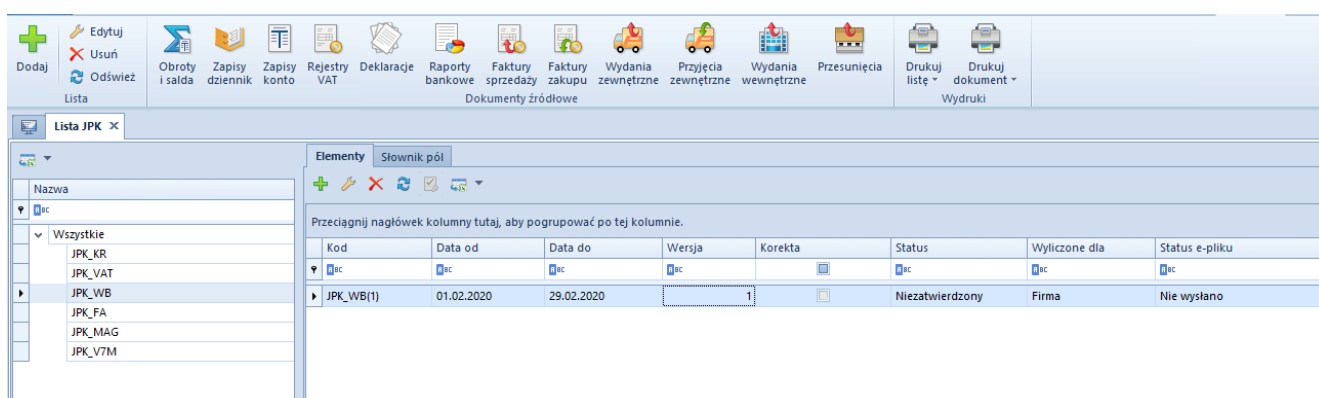 Dodaj
Edytuj
Usuń
Odśwież
Lista
Obroty i salda
Zapisy dziennik
Zapisy konto
Rejestry VAT
Deklaracje
Raporty bankowe
Faktury sprzedaży
Faktury zakupu
Wydania zewnętrzne
Przyjęcia zewnętrzne
Wydania wewnętrzne
Przesunięcia
Dokumenty źródłowe
Drukuj listę
Drukuj dokument
Wydruki
Lista JPK
Nazwa
Wszystkie
JPK_KR
JPK_VAT
JPK_WB
JPK_FA
JPK_MAG
JPK_V7M
Elementy Słownik pól
Przeciągnij nagłówek kolumny tutaj, aby pogrupować po tej kolumnie.
Kod Data od Data do Wersja Korekta Status Wyliczone dla Status e-pliku
JPK_WB(1) 01.02.2020 29.02.2020 1 Niezatwierdzony Firma Nie wysłano